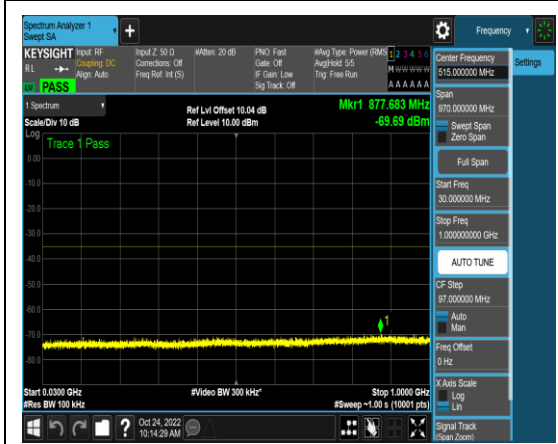 Spectrum Analyzer 1
Swept SA
+
Frequency
KEYSIGHT
RL
PASS
Input: RF
Coupling: DC
Align: Auto
Input Z: 50 Ω
Corrections: Off
Freq Ref: Int (S)
#Atten: 20 dB
PNO: Fast
Gate: Off
IF Gain: Low
Sig Track: Off
#Avg Type: Power (RMS
Avg|Hold: 5/5
Trig: Free Run
1 2 3 4 5 6
M W W W W W
A A A A A A
1 Spectrum
Scale/Div 10 dB
Ref Lvl Offset 10.04 dB
Ref Level 10.00 dBm
Mkr1 877.683 MHz
-69.69 dBm
Log
Trace 1 Pass
0.00
-10.0
-20.0
-30.0
-40.0
-50.0
-60.0
-70.0
-80.0
1
Start 0.0300 GHz
#Res BW 100 kHz
#Video BW 300 kHz*
Stop 1.0000 GHz
#Sweep ~1.00 s (10001 pts)
Center Frequency
515.000000 MHz
Settings
Span
970.000000 MHz
Swept Span
Zero Span
Full Span
Start Freq
30.000000 MHz
Stop Freq
1.000000000 GHz
AUTO TUNE
CF Step
97.000000 MHz
Auto
Man
Freq Offset
0 Hz
X Axis Scale
Log
Lin
Signal Track
(Span Zoom)
?
Oct 24, 2022
10:14:29 AM